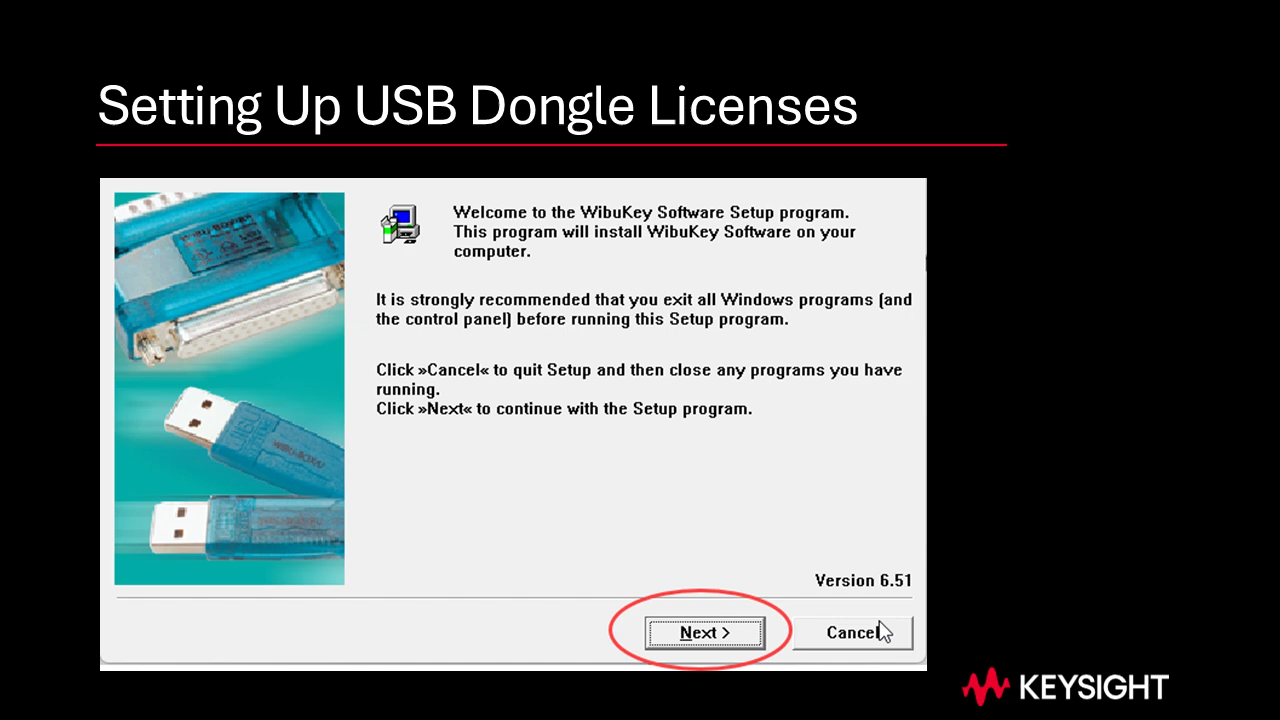 Setting Up USB Dongle Licenses
Welcome to the WibuKey Software Setup program.
This program will install WibuKey Software on your
computer.
It is strongly recommended that you exit all Windows programs (and
the control panel) before running this Setup program.
Click »Cancel« to quit Setup and then close any programs you have
running.
Click »Next« to continue with the Setup program.
Version 6.51
Next >
Cancel
KEYSIGHT